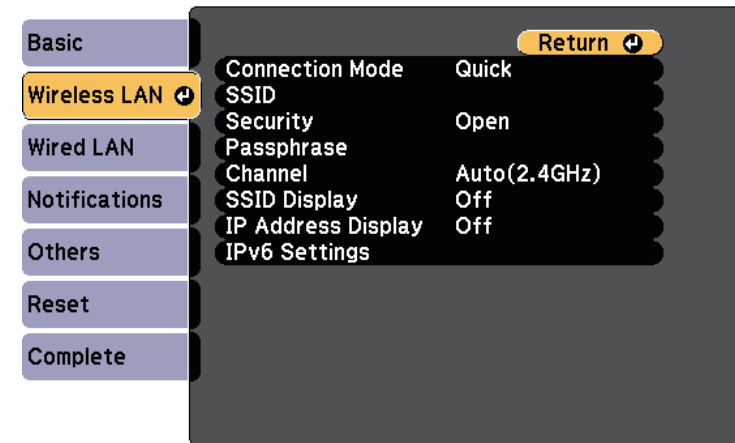 Basic
Wireless LAN
Wired LAN
Notifications
Others
Reset
Complete
Return
Connection Mode Quick
SSID
Security Open
Passphrase
Channel Auto(2.4GHz)
SSID Display Off
IP Address Display Off
IPv6 Settings